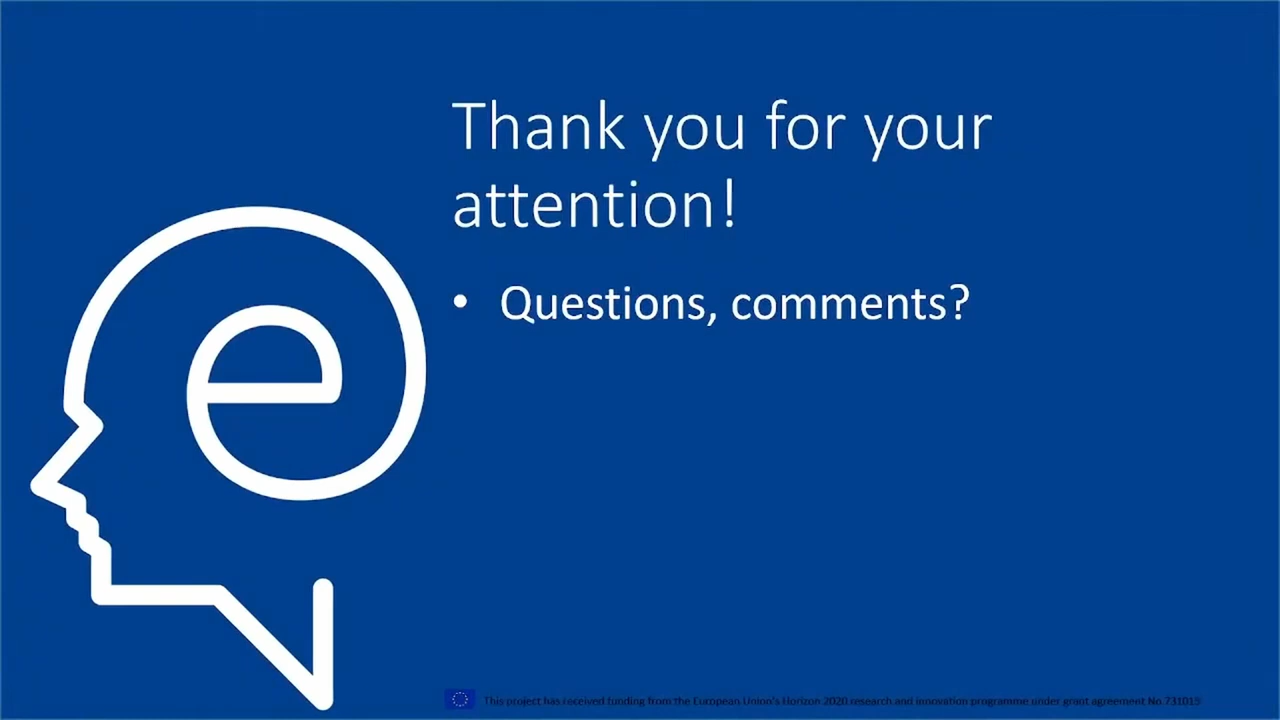 Thank you for your
attention!
• Questions, comments?
This project has received funding from the European Union's Horizon 2020 research and innovation programme under grant agreement No 731015